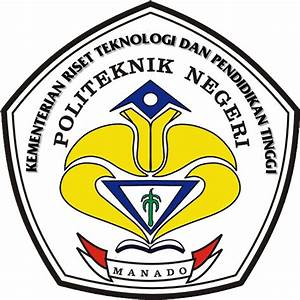 KEMENTERIAN RISET TEKNOLOGI DAN PENDIDIKAN TINGGI
POLITEKNIK NEGERI
MANADO